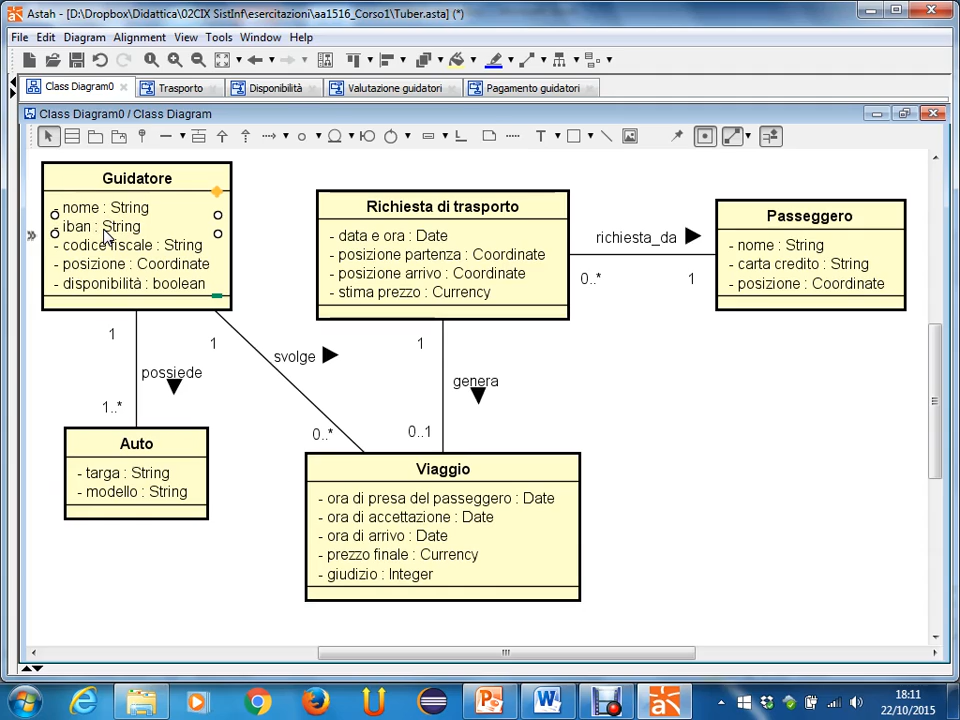 Astah - [D:\Dropbox\Didattica\02CIX SistInf\esercitazioni\aa1516_Corso1\Tuber.asta] (*)
File Edit Diagram Alignment View Tools Window Help
Class Diagram0 Trasporto Disponibilità Valutazione guidatori Pagamento guidatori
Class Diagram0 / Class Diagram
Guidatore
- nome : String
- iban : String
- codice fiscale : String
- posizione : Coordinate
- disponibilità : boolean
Richiesta di trasporto
- data e ora : Date
- posizione partenza : Coordinate
- posizione arrivo : Coordinate
- stima prezzo : Currency
richiesta_da
0..* 1
Passeggero
- nome : String
- carta credito : String
- posizione : Coordinate
1
possiede
1..*
1
svolge
0..*
1
genera
0..1
Auto
- targa : String
- modello : String
Viaggio
- ora di presa del passeggero : Date
- ora di accettazione : Date
- ora di arrivo : Date
- prezzo finale : Currency
- giudizio : Integer
18:11
22/10/2015